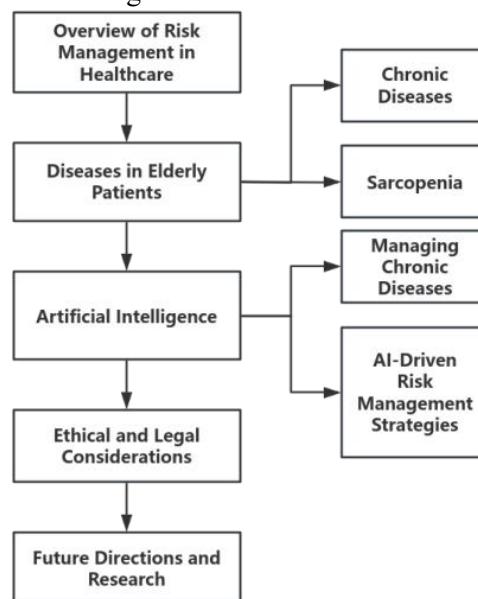 Overview of Risk
Management in
Healthcare
Chronic
Diseases
Diseases in Elderly
Patients
Sarcopenia
Managing
Chronic
Diseases
Artificial Intelligence
AI-Driven
Risk
Management
Strategies
Ethical and Legal
Considerations
Future Directions and
Research